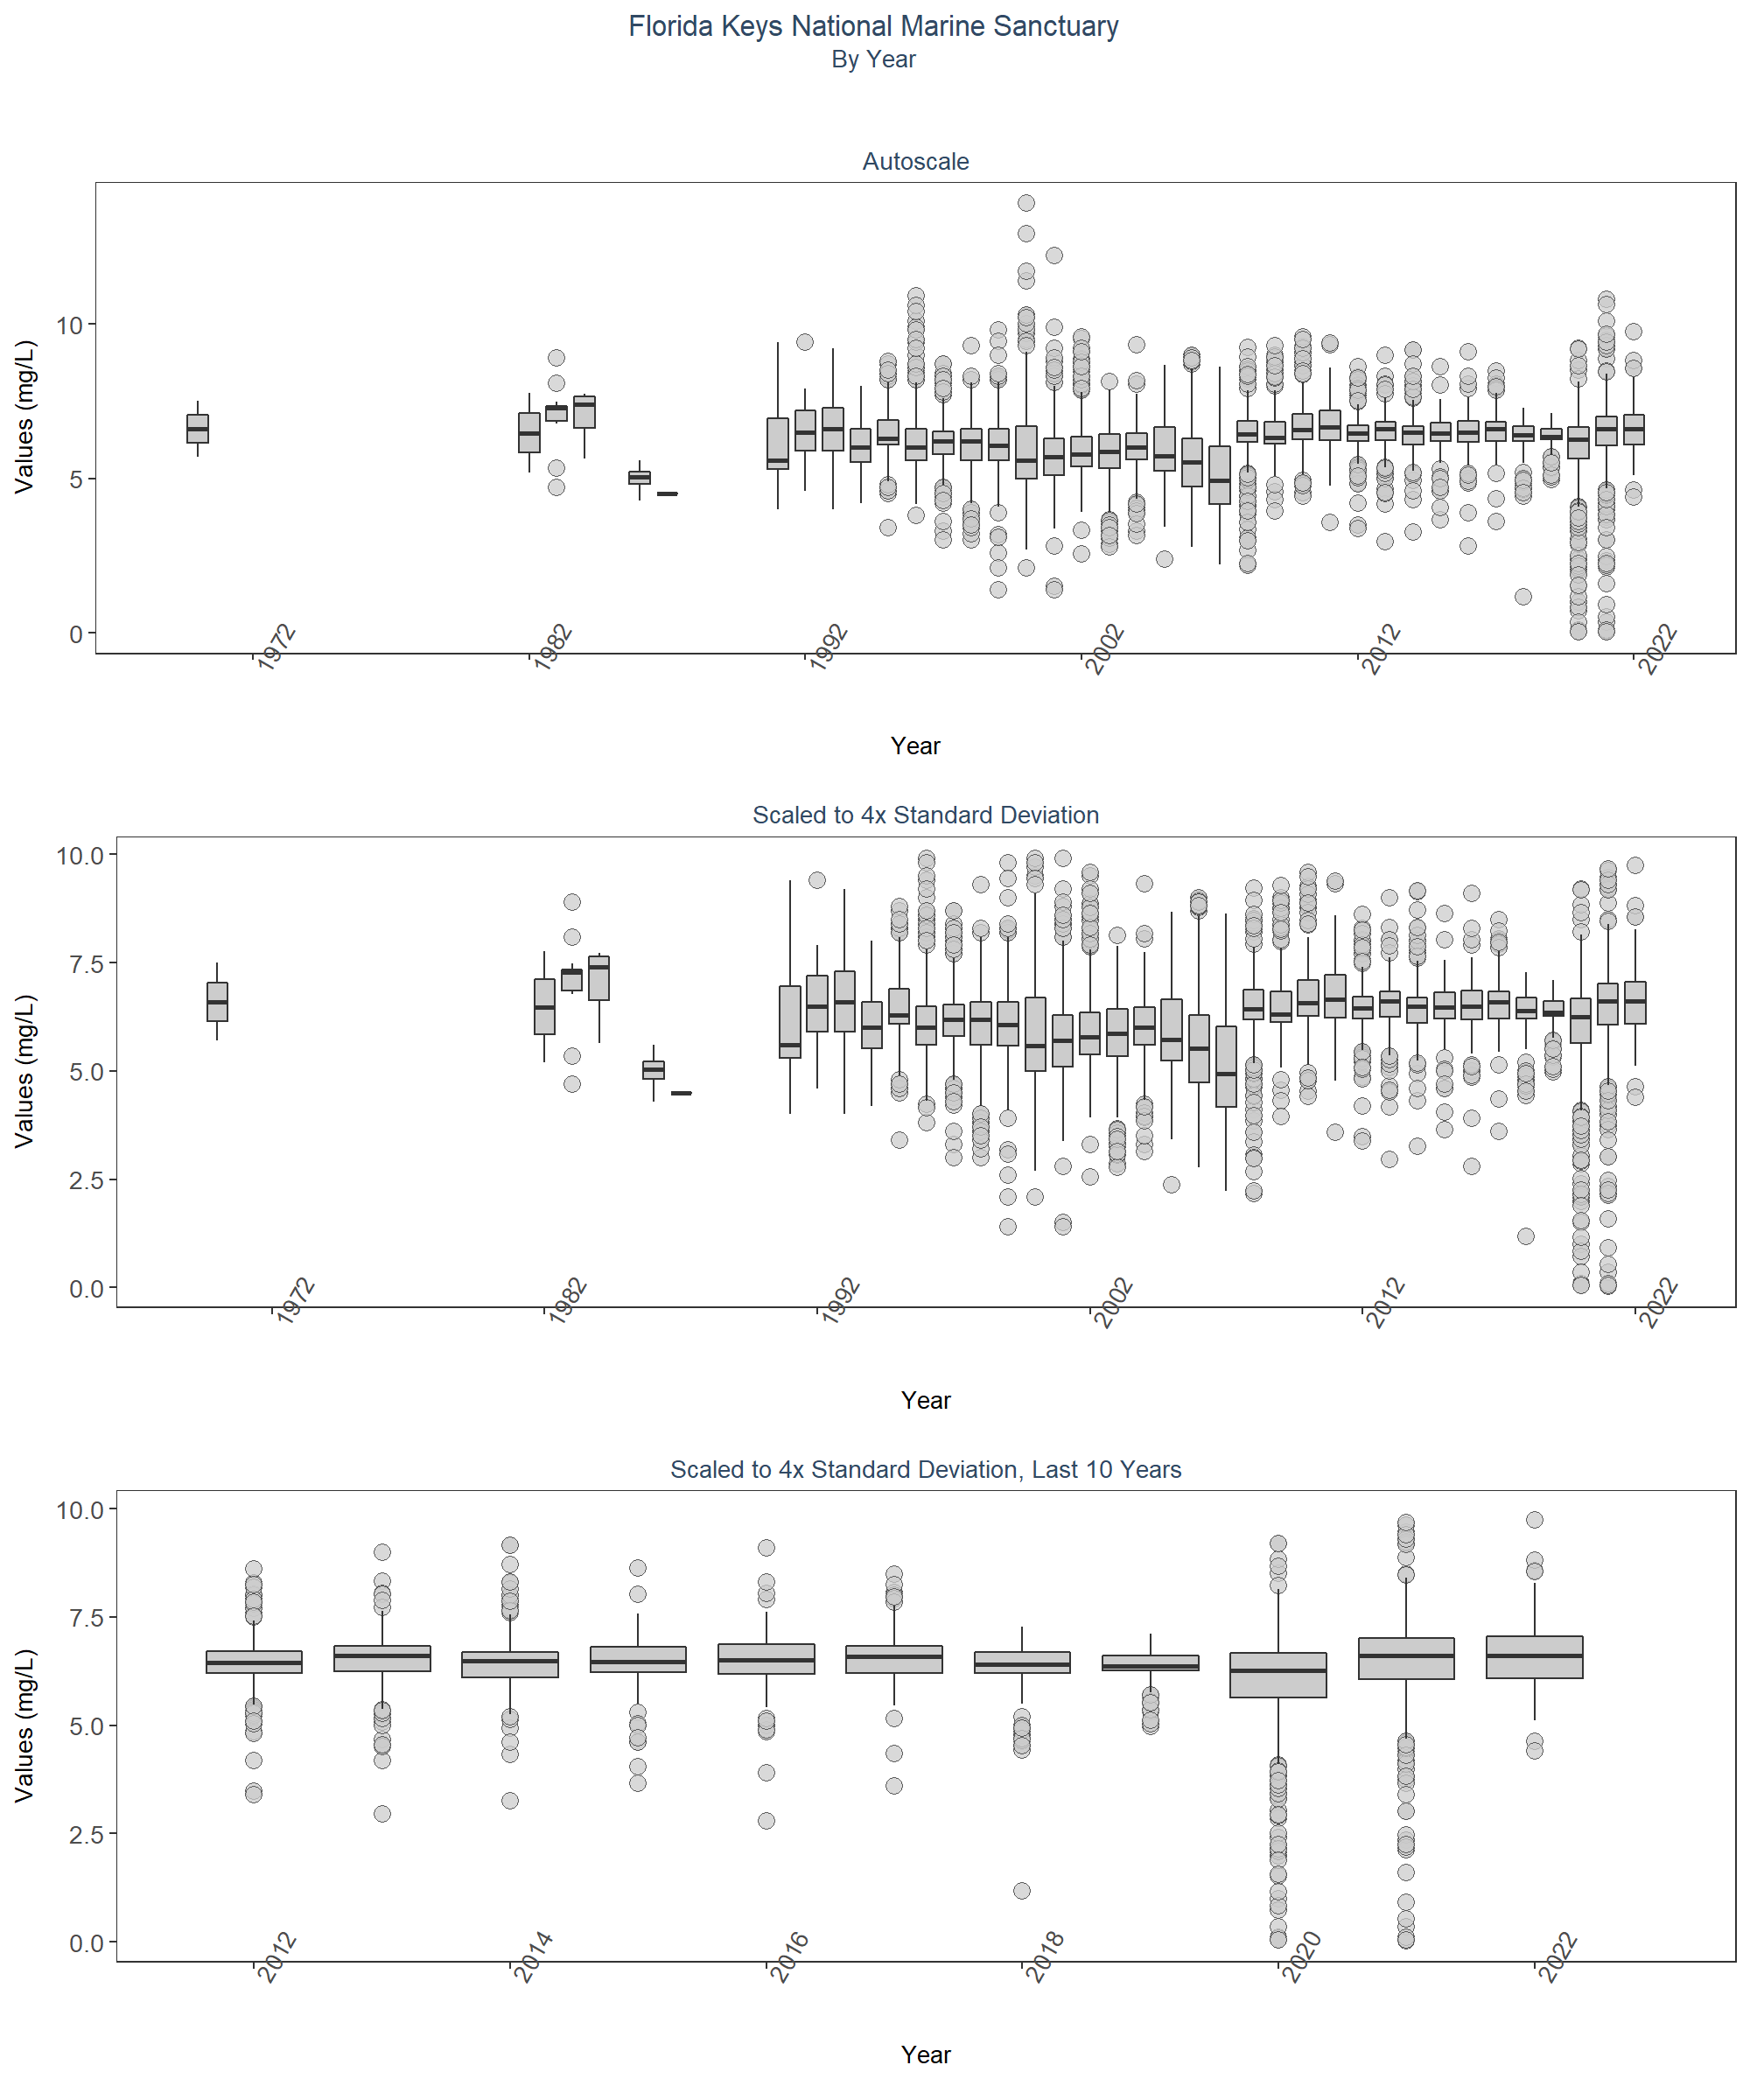 Florida Keys National Marine Sanctuary
By Year
Autoscale
Values (mg/L)
10
5
0
1972
1982
1992
2002
2012
2022
Year
Scaled to 4x Standard Deviation
Values (mg/L)
10.0
7.5
5.0
2.5
0.0
1972
1982
1992
2002
2012
2022
Year
Scaled to 4x Standard Deviation, Last 10 Years
Values (mg/L)
10.0
7.5
5.0
2.5
0.0
2012
2014
2016
2018
2020
2022
Year